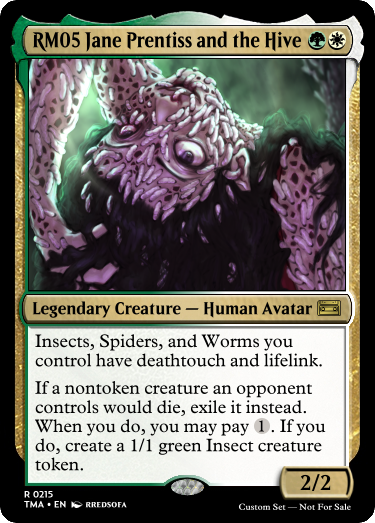 RM05 Jane Prentiss and the Hive
Legendary Creature — Human Avatar
Insects, Spiders, and Worms you
control have deathtouch and lifelink.
If a nontoken creature an opponent
controls would die, exile it instead.
When you do, you may pay 1. If you
do, create a 1/1 green Insect creature
token.
2/2
R 0215
TMA • EN RREDSOFA
Custom Set — Not For Sale